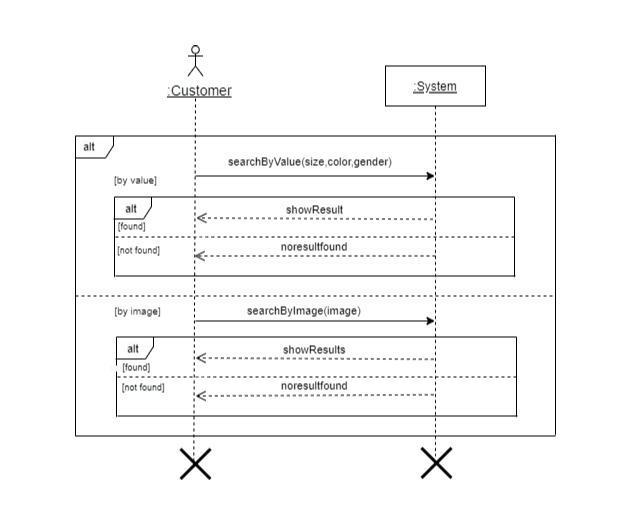 :Customer
:System
alt
searchByValue(size,color,gender)
[by value]
alt
showResult
[found]
noresultfound
[not found]
[by image]
searchByImage(image)
alt
showResults
[found]
noresultfound
[not found]